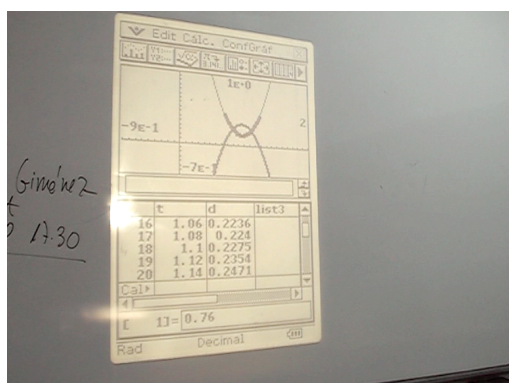 Edit Cálc. ConfGráf
1E-0
-9E-1
2
-7E-1
Giménez
17.30
t d list3
16 1.06 0.2236
17 1.08 0.224
18 1.1 0.2275
19 1.12 0.2354
20 1.14 0.2471
Cal▸
[ 1]= 0.76
Rad Decimal